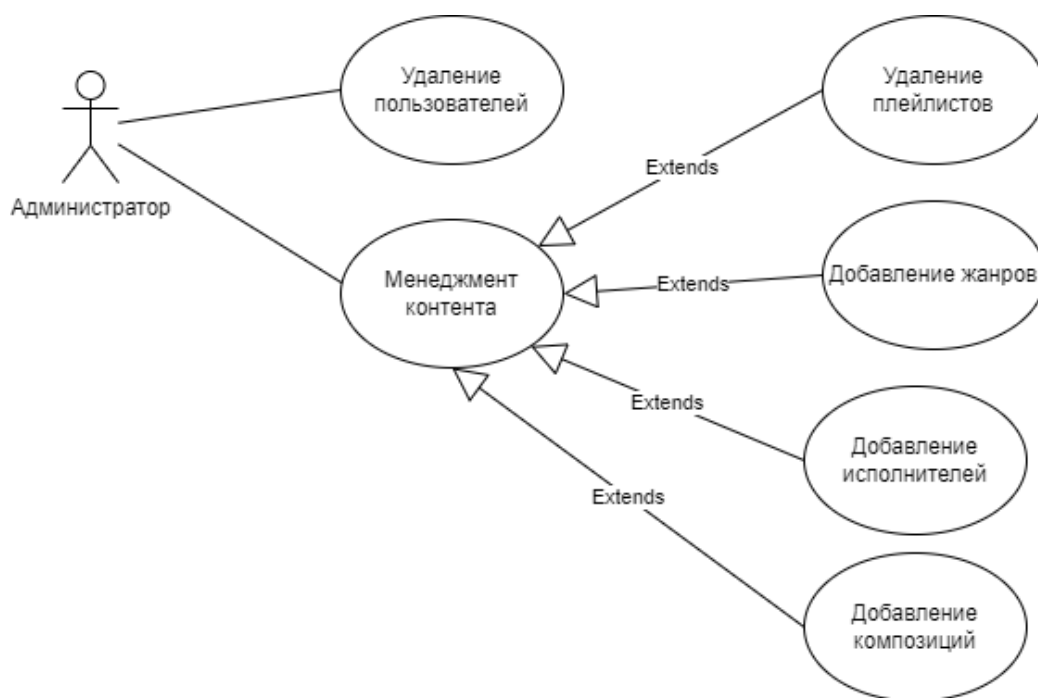 Удаление
пользователей
Удаление
плейлистов
Extends
Администратор
Менеджмент
контента
Extends
Добавление жанров
Extends
Добавление
исполнителей
Extends
Добавление
композиций